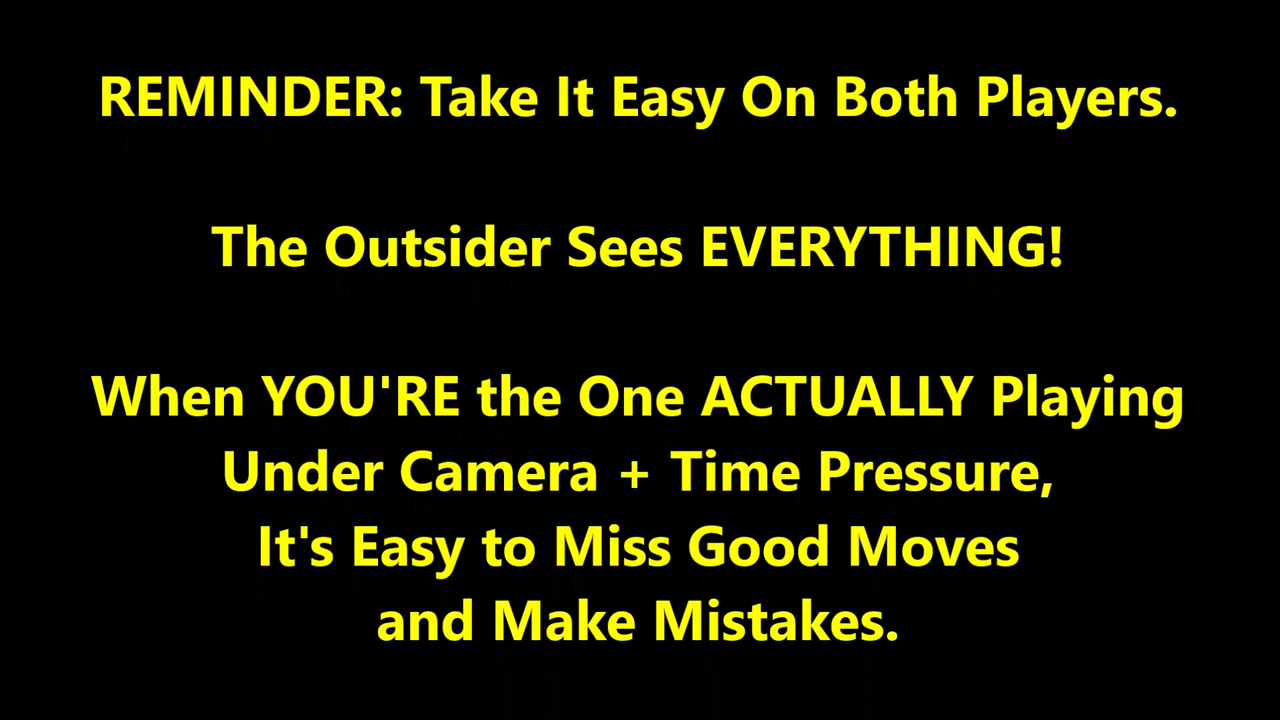 REMINDER: Take It Easy On Both Players.
The Outsider Sees EVERYTHING!
When YOU'RE the One ACTUALLY Playing
Under Camera + Time Pressure,
It's Easy to Miss Good Moves
and Make Mistakes.